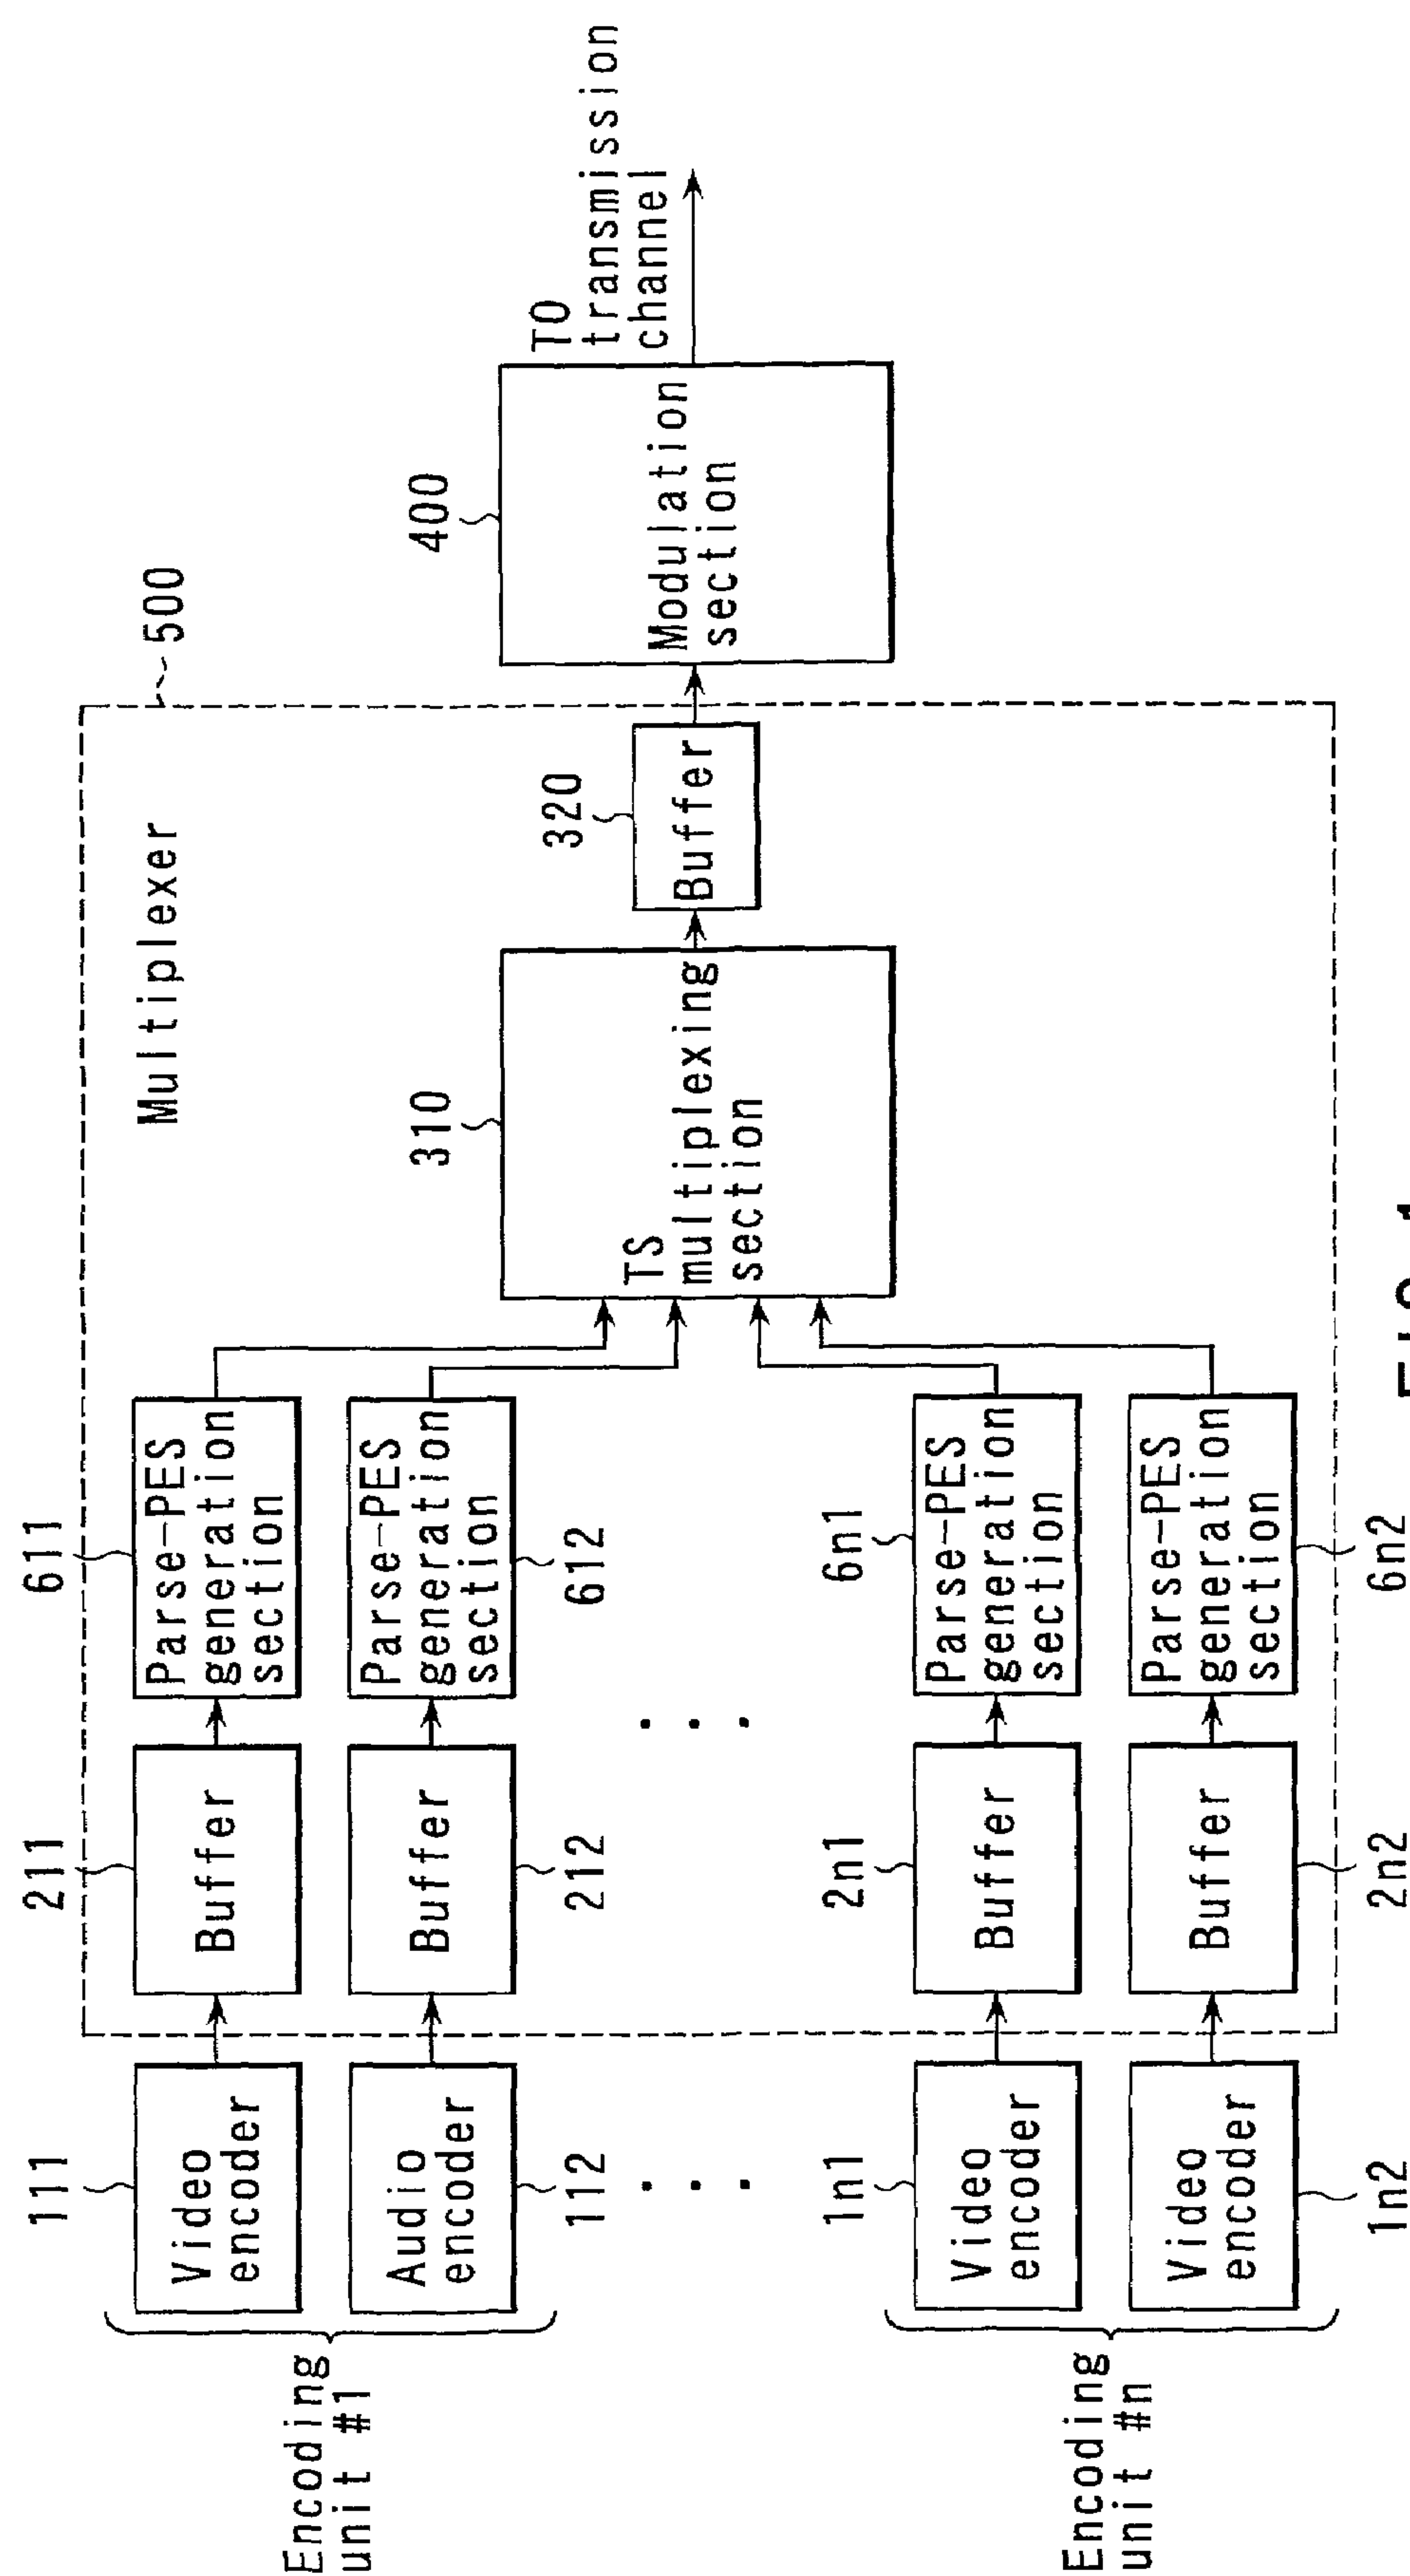 Encoding
unit #1
Encoding
unit #n
111
Video
encoder
Audio
encoder
112
1n1
Video
encoder
Video
encoder
1n2
500
Multiplexer
211
Buffer
Buffer
212
2n1
Buffer
Buffer
2n2
611
Parse-PES
generation
section
Parse-PES
generation
section
612
6n1
Parse-PES
generation
section
Parse-PES
generation
section
6n2
310
TS
multiplexing
section
320
Buffer
400
Modulation
section
TO
transmission
channel